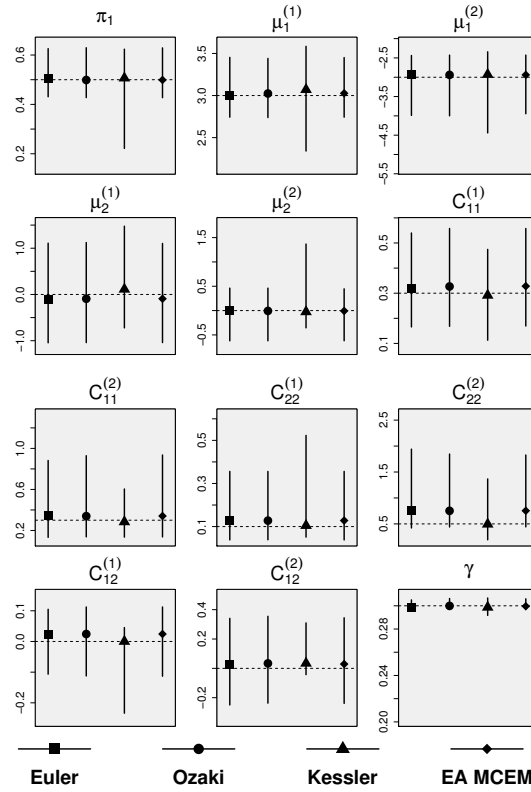 π₁ μ₁⁽¹⁾ μ₁⁽²⁾
0.2 0.4 0.6
2.5 3.0 3.5
−5.5 −4.5 −3.5 −2.5
μ₂⁽¹⁾ μ₂⁽²⁾ C₁₁⁽¹⁾
−1.0 0.0 1.0
−0.5 0.5 1.5
0.1 0.3 0.5
C₁₁⁽²⁾ C₂₂⁽¹⁾ C₂₂⁽²⁾
0.2 0.6 1.0
0.1 0.3 0.5
0.5 1.5 2.5
C₁₂⁽¹⁾ C₁₂⁽²⁾ γ
−0.2 0.0 0.1
−0.2 0.2 0.4
0.20 0.24 0.28
Euler Ozaki Kessler EA MCEM